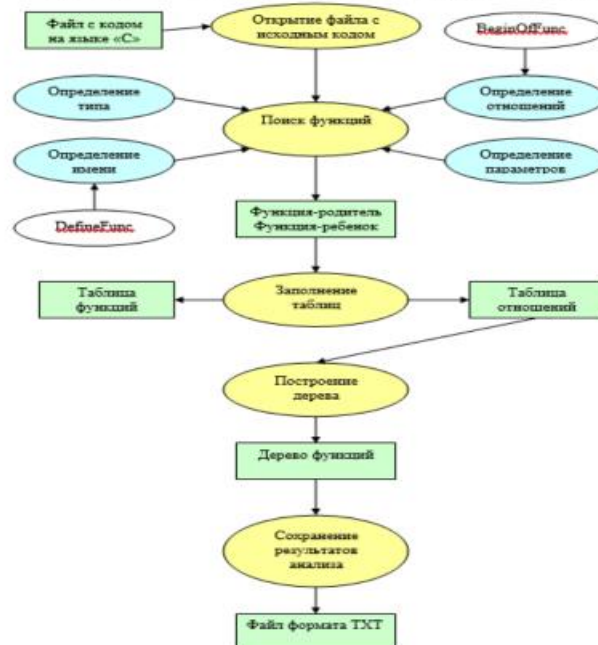 Файл с кодом
на языке «С»
Открытие файла с
исходным кодом
BeginOfFunc
Определение
типа
Определение
отношений
Поиск функций
Определение
имени
Определение
параметров
DefineFunc
Функция-родитель
Функция-ребенок
Таблица
функций
Заполнение
таблиц
Таблица
отношений
Построение
дерева
Дерево функций
Сохранение
результатов
анализа
Файл формата TXT